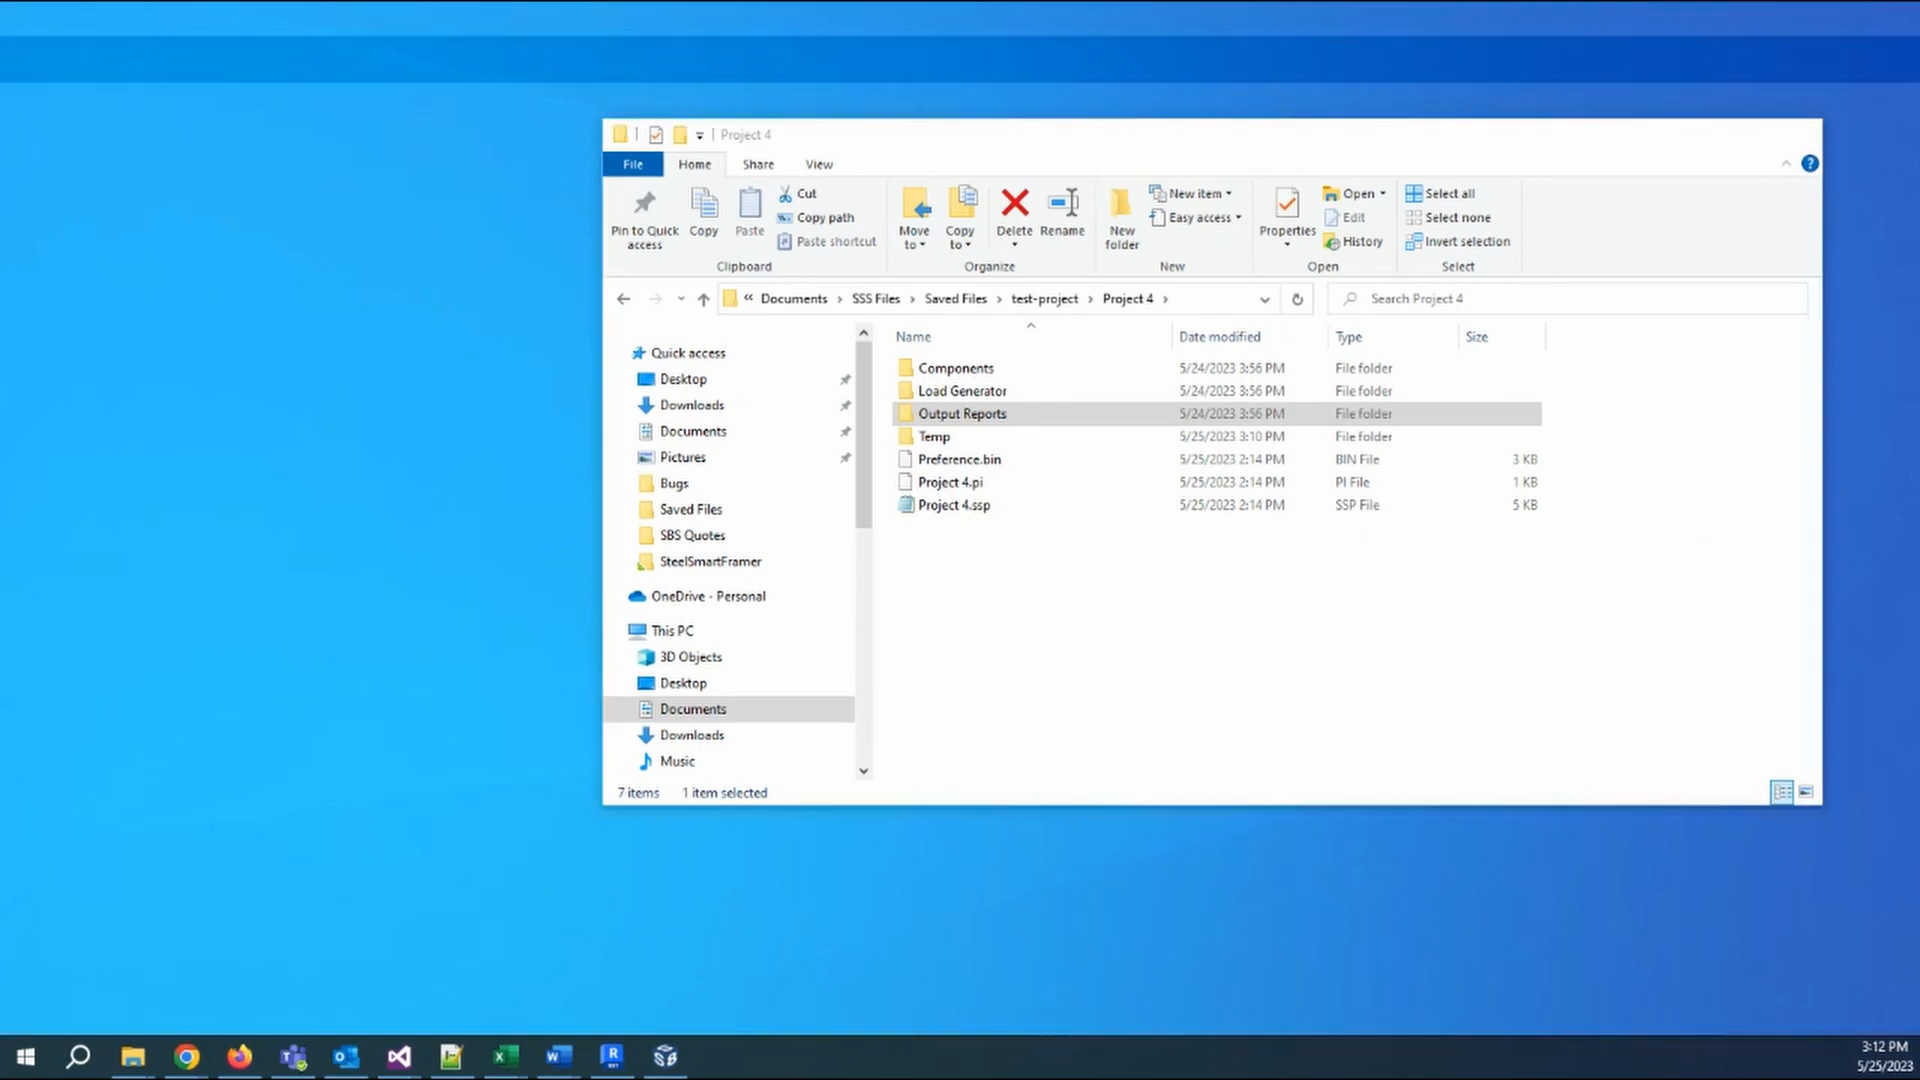 Project 4
File Home Share View
Pin to Quick access
Copy
Paste
Cut
Copy path
Paste shortcut
Clipboard
Move to
Copy to
Delete
Rename
Organize
New folder
New item
Easy access
New
Properties
Open
Edit
History
Open
Select all
Select none
Invert selection
Select
« Documents › SSS Files › Saved Files › test-project › Project 4 ›
Search Project 4
Quick access
Desktop
Downloads
Documents
Pictures
Bugs
Saved Files
SBS Quotes
SteelSmartFramer
OneDrive - Personal
This PC
3D Objects
Desktop
Documents
Downloads
Music
Name Date modified Type Size
Components 5/24/2023 3:56 PM File folder
Load Generator 5/24/2023 3:56 PM File folder
Output Reports 5/24/2023 3:56 PM File folder
Temp 5/25/2023 3:10 PM File folder
Preference.bin 5/25/2023 2:14 PM BIN File 3 KB
Project 4.pi 5/25/2023 2:14 PM PI File 1 KB
Project 4.ssp 5/25/2023 2:14 PM SSP File 5 KB
7 items 1 item selected
3:12 PM
5/25/2023